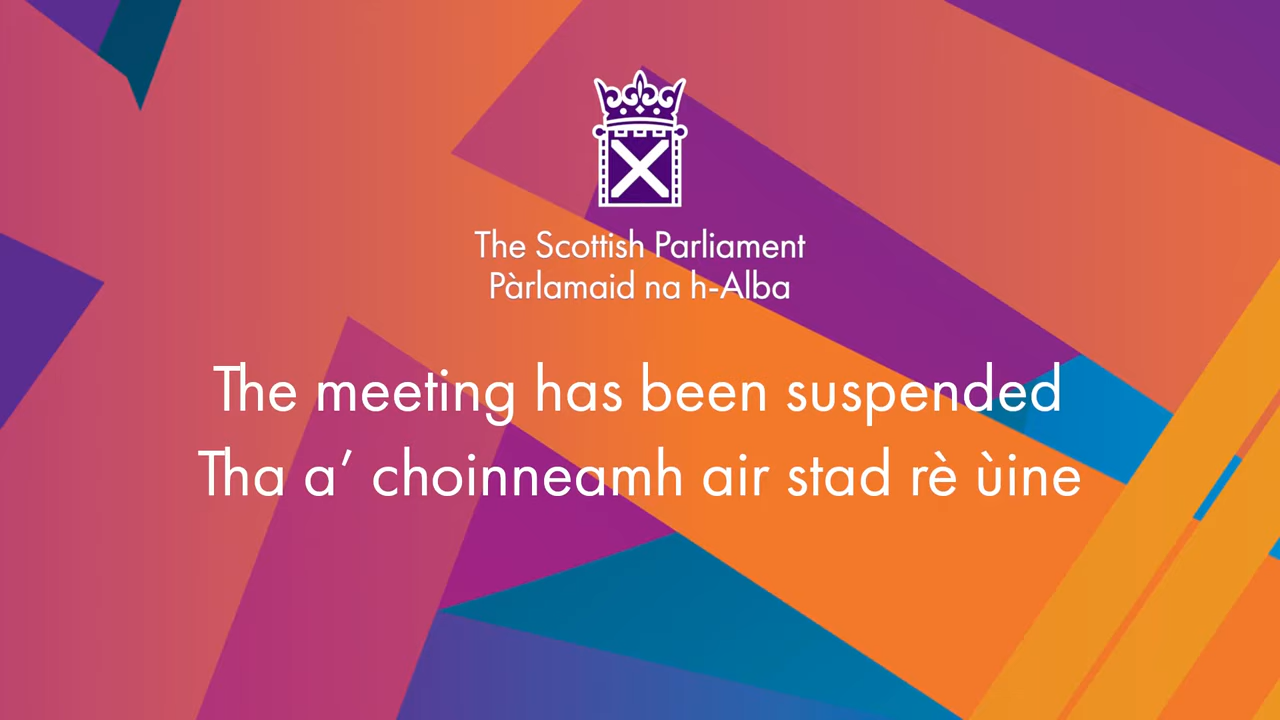 The Scottish Parliament
Pàrlamaid na h-Alba
The meeting has been suspended
Tha a’ choinneamh air stad rè ùine